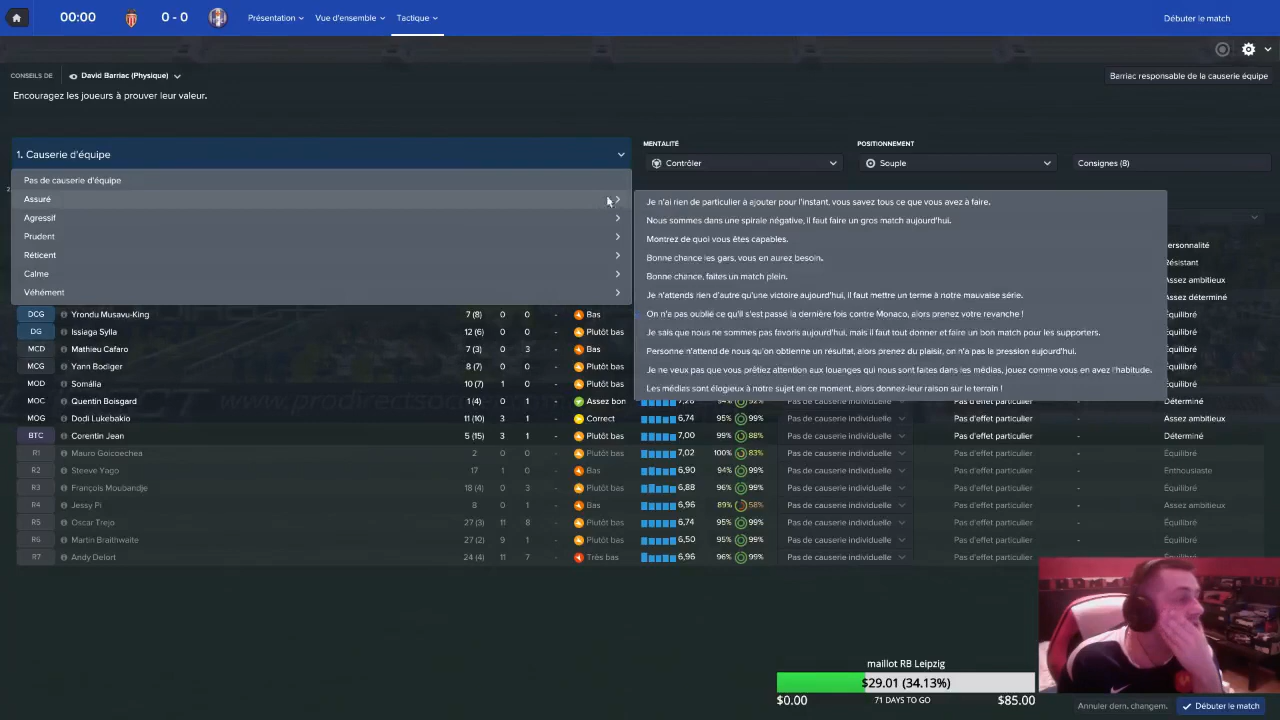 00:00 0 - 0 Présentation Vue d'ensemble Tactique Débuter le match
CONSEILS DE David Barriac (Physique) Barriac responsable de la causerie équipe
Encouragez les joueurs à prouver leur valeur.
MENTALITÉ POSITIONNEMENT
1. Causerie d'équipe Contrôler Souple Consignes (8)
Pas de causerie d'équipe
Assuré
Agressif
Prudent
Réticent
Calme
Véhément
Je n'ai rien de particulier à ajouter pour l'instant, vous savez tous ce que vous avez à faire.
Nous sommes dans une spirale négative, il faut faire un gros match aujourd'hui.
Montrez de quoi vous êtes capables.
Bonne chance les gars, vous en aurez besoin.
Bonne chance, faites un match plein.
Je n'attends rien d'autre qu'une victoire aujourd'hui, il faut mettre un terme à notre mauvaise série.
On n'a pas oublié ce qu'il s'est passé la dernière fois contre Monaco, alors prenez votre revanche !
Je sais que nous ne sommes pas favoris aujourd'hui, mais il faut tout donner et faire un bon match pour les supporters.
Personne n'attend de nous qu'on obtienne un résultat, alors prenez du plaisir, on n'a pas la pression aujourd'hui.
Je ne veux pas que vous prêtiez attention aux louanges qui nous sont faites dans les médias, jouez comme vous en avez l'habitude.
Les médias sont élogieux à notre sujet en ce moment, alors donnez-leur raison sur le terrain !
ersonnalité
Résistant
Assez ambitieux
Assez déterminé
DCG Yrondu Musavu-King 7 (8) 0 0 - Bas Équilibré
DG Issiaga Sylla 12 (6) 0 0 - Plutôt bas Équilibré
MCD Mathieu Cafaro 7 (3) 0 3 - Bas Équilibré
MCG Yann Bodiger 8 (7) 0 1 - Plutôt bas Équilibré
MOD Somália 10 (7) 1 0 - Plutôt bas Équilibré
MOC Quentin Boisgard 1 (4) 0 1 - Assez bon 7,26 94% 92% Pas de causerie individuelle Pas d'effet particulier - Déterminé
MOG Dodi Lukebakio 11 (10) 3 1 - Correct 6,74 95% 99% Pas de causerie individuelle Pas d'effet particulier - Assez ambitieux
BTC Corentin Jean 5 (15) 3 1 - Plutôt bas 7,00 99% 88% Pas de causerie individuelle Pas d'effet particulier - Déterminé
R1 Mauro Goicoechea 2 0 0 - Plutôt bas 7,02 100% 83% Pas de causerie individuelle Pas d'effet particulier - Équilibré
R2 Steeve Yago 17 1 0 - Bas 6,90 94% 99% Pas de causerie individuelle Pas d'effet particulier - Enthousiaste
R3 François Moubandje 18 (4) 0 3 - Plutôt bas 6,88 96% 99% Pas de causerie individuelle Pas d'effet particulier - Équilibré
R4 Jessy Pi 8 0 1 - Bas 6,96 89% 58% Pas de causerie individuelle Pas d'effet particulier - Assez ambitieux
R5 Oscar Trejo 27 (3) 11 8 - Plutôt bas 6,74 95% 99% Pas de causerie individuelle Pas d'effet particulier - Équilibré
R6 Martin Braithwaite 27 (2) 9 1 - Plutôt bas 6,50 95% 99% Pas de causerie individuelle Pas d'effet particulier - Équilibré
R7 Andy Delort 24 (4) 11 7 - Très bas 6,96 96% 99% Pas de causerie individuelle Pas d'effet particulier - Équilibré
maillot RB Leipzig
$29.01 (34.13%)
$0.00 71 DAYS TO GO $85.00
Annuler dern. changem. Débuter le match